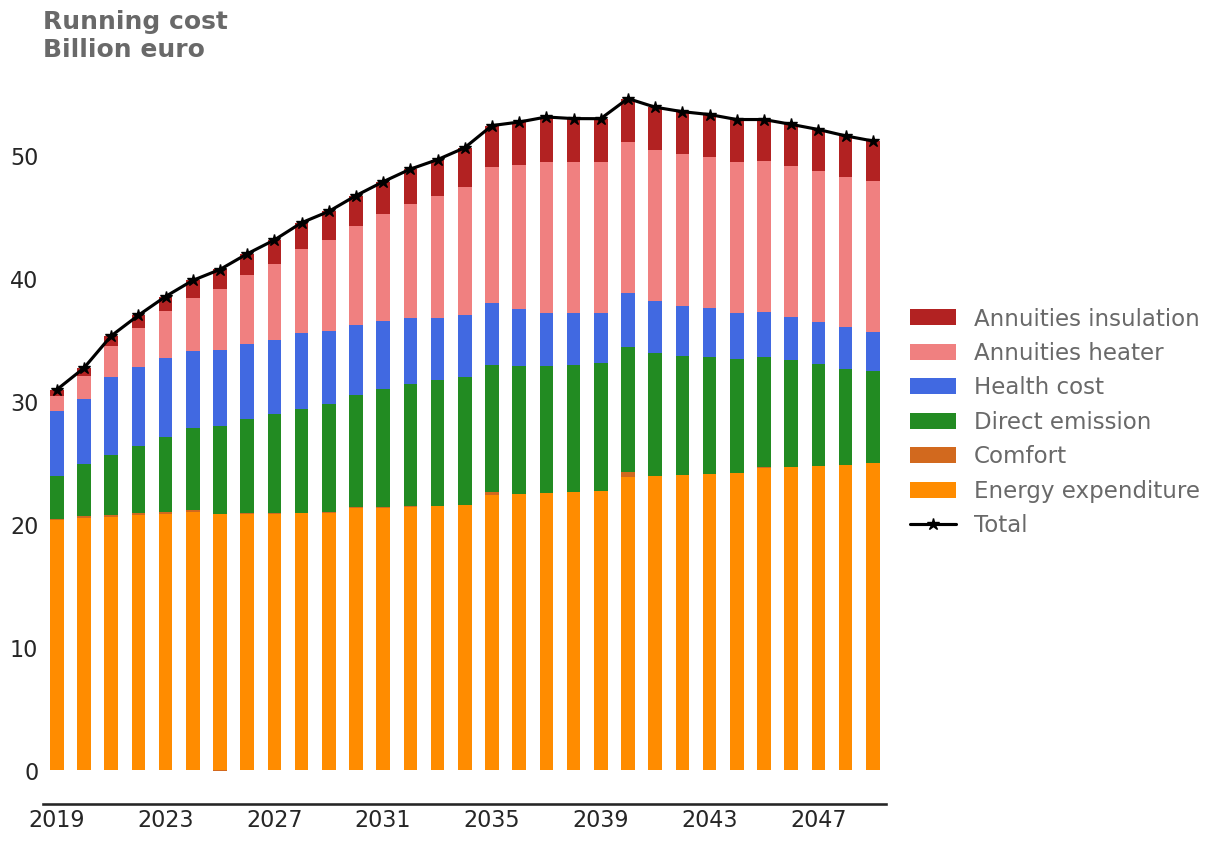 Running cost
Billion euro
50
40
30
20
10
0
2019 2023 2027 2031 2035 2039 2043 2047
Annuities insulation
Annuities heater
Health cost
Direct emission
Comfort
Energy expenditure
Total